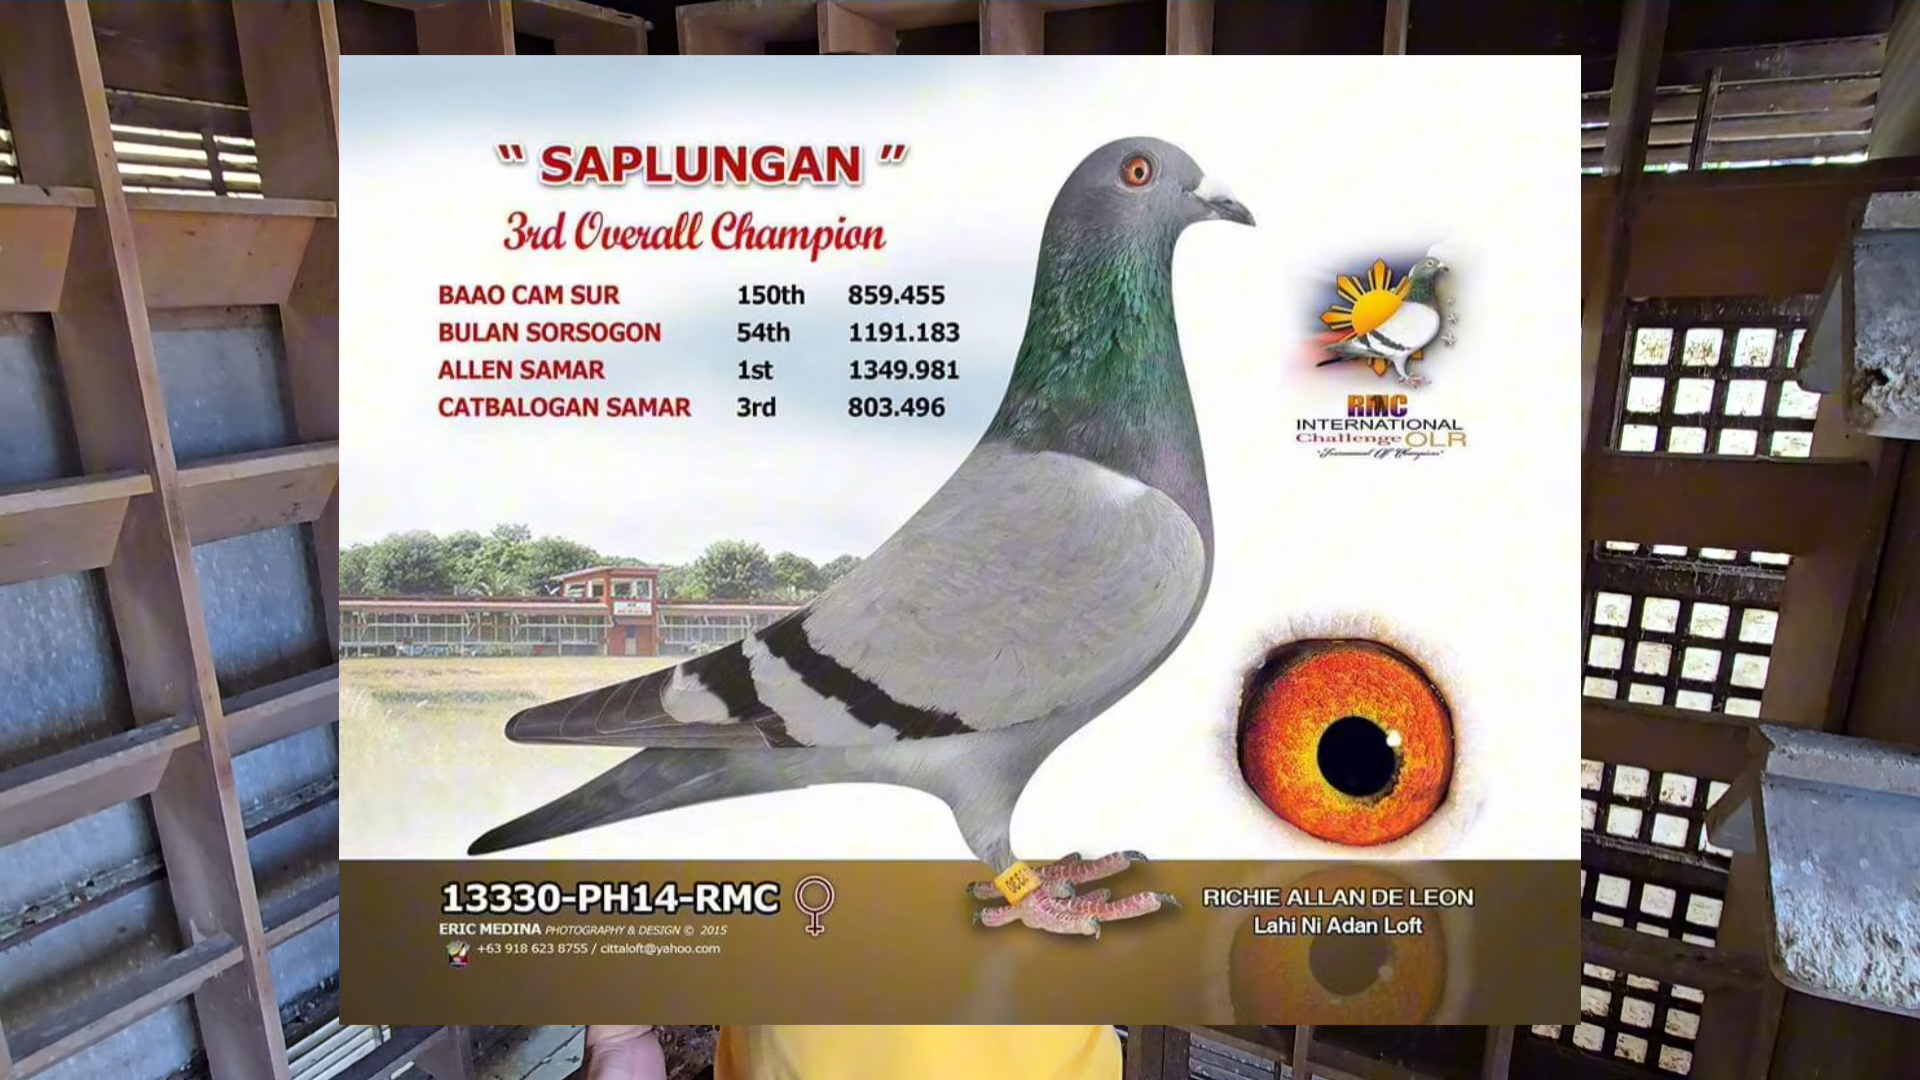 " SAPLUNGAN "
3rd Overall Champion
BAAO CAM SUR 150th 859.455
BULAN SORSOGON 54th 1191.183
ALLEN SAMAR 1st 1349.981
CATBALOGAN SAMAR 3rd 803.496
RMC
INTERNATIONAL
Challenge OLR
13330-PH14-RMC
ERIC MEDINA PHOTOGRAPHY & DESIGN © 2015
+63 918 623 8755 / cittaloft@yahoo.com
RICHIE ALLAN DE LEON
Lahi Ni Adan Loft